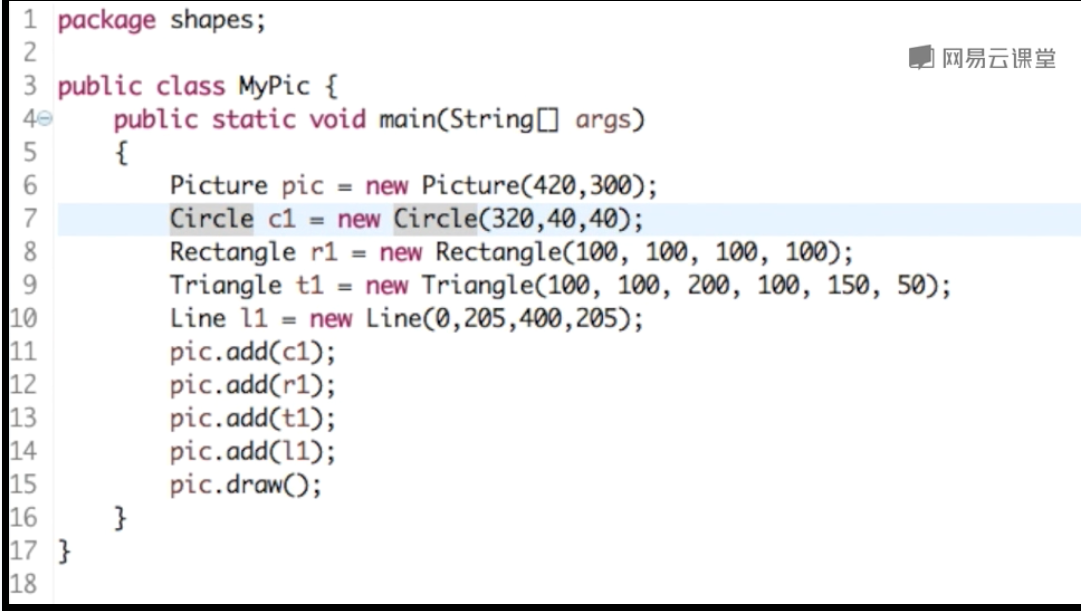 1 package shapes;
2
网易云课堂
3 public class MyPic {
4 public static void main(String[] args)
5 {
6 Picture pic = new Picture(420,300);
7 Circle c1 = new Circle(320,40,40);
8 Rectangle r1 = new Rectangle(100, 100, 100, 100);
9 Triangle t1 = new Triangle(100, 100, 200, 100, 150, 50);
10 Line l1 = new Line(0,205,400,205);
11 pic.add(c1);
12 pic.add(r1);
13 pic.add(t1);
14 pic.add(l1);
15 pic.draw();
16 }
17 }
18